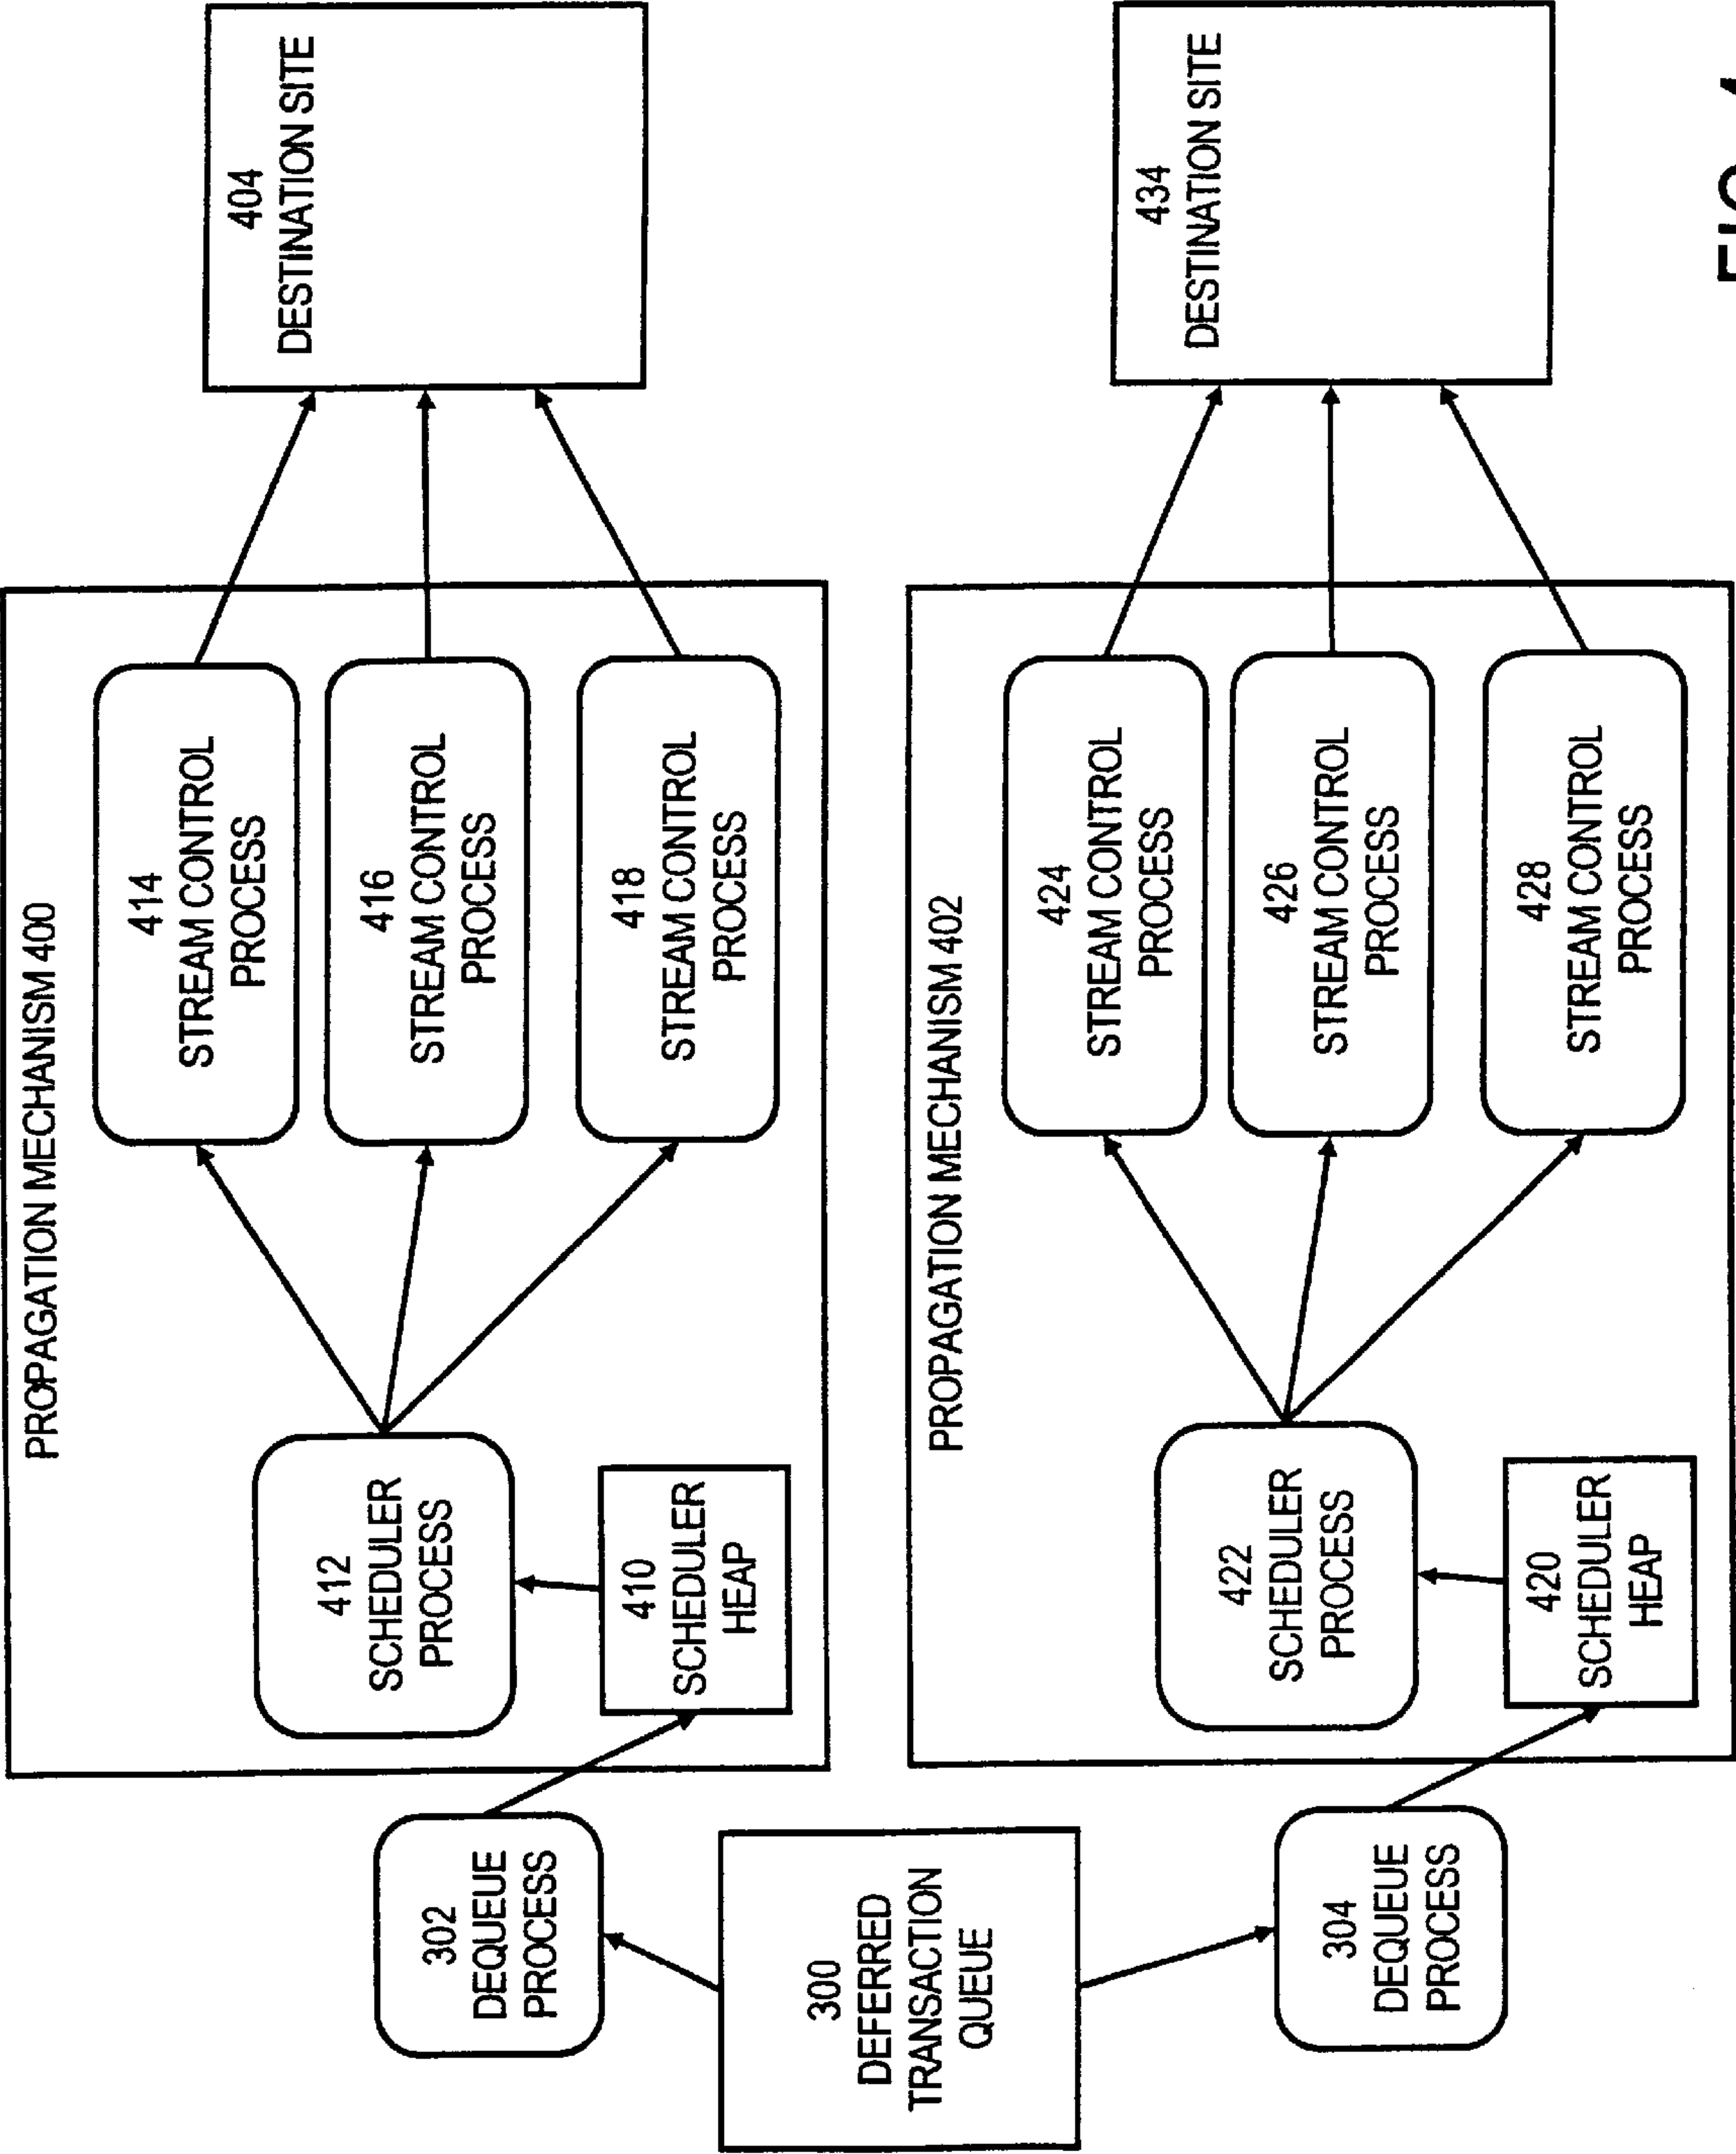 PROPAGATION MECHANISM 400
414
STREAM CONTROL
PROCESS
416
STREAM CONTROL
PROCESS
418
STREAM CONTROL
PROCESS
412
SCHEDULER
PROCESS
410
SCHEDULER
HEAP
404
DESTINATION SITE
302
DEQUEUE
PROCESS
300
DEFERRED
TRANSACTION
QUEUE
304
DEQUEUE
PROCESS
PROPAGATION MECHANISM 402
424
STREAM CONTROL
PROCESS
426
STREAM CONTROL
PROCESS
428
STREAM CONTROL
PROCESS
422
SCHEDULER
PROCESS
420
SCHEDULER
HEAP
434
DESTINATION SITE